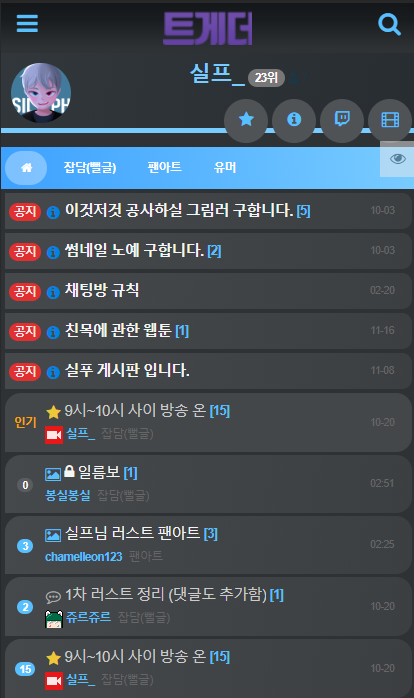 트게더
실프_ 23위
SI PH
잡담(뻘글) 팬아트 유머
공지 이것저것 공사하실 그림러 구합니다. [5] 10-03
공지 썸네일 노예 구합니다. [2] 10-03
공지 채팅방 규칙 02-20
공지 친목에 관한 웹툰 [1] 11-16
공지 실푸 게시판 입니다. 11-08
인기 9시~10시 사이 방송 온 [15] 10-20
실프_ 잡담(뻘글)
0 일름보 [1] 02:51
봉실봉실 잡담(뻘글)
3 실프님 러스트 팬아트 [3] 02:25
chamelleon123 팬아트
2 1차 러스트 정리 (댓글도 추가함) [1] 10-20
쥬르쥬르 잡담(뻘글)
15 9시~10시 사이 방송 온 [15] 10-20
실프_ 잡담(뻘글)